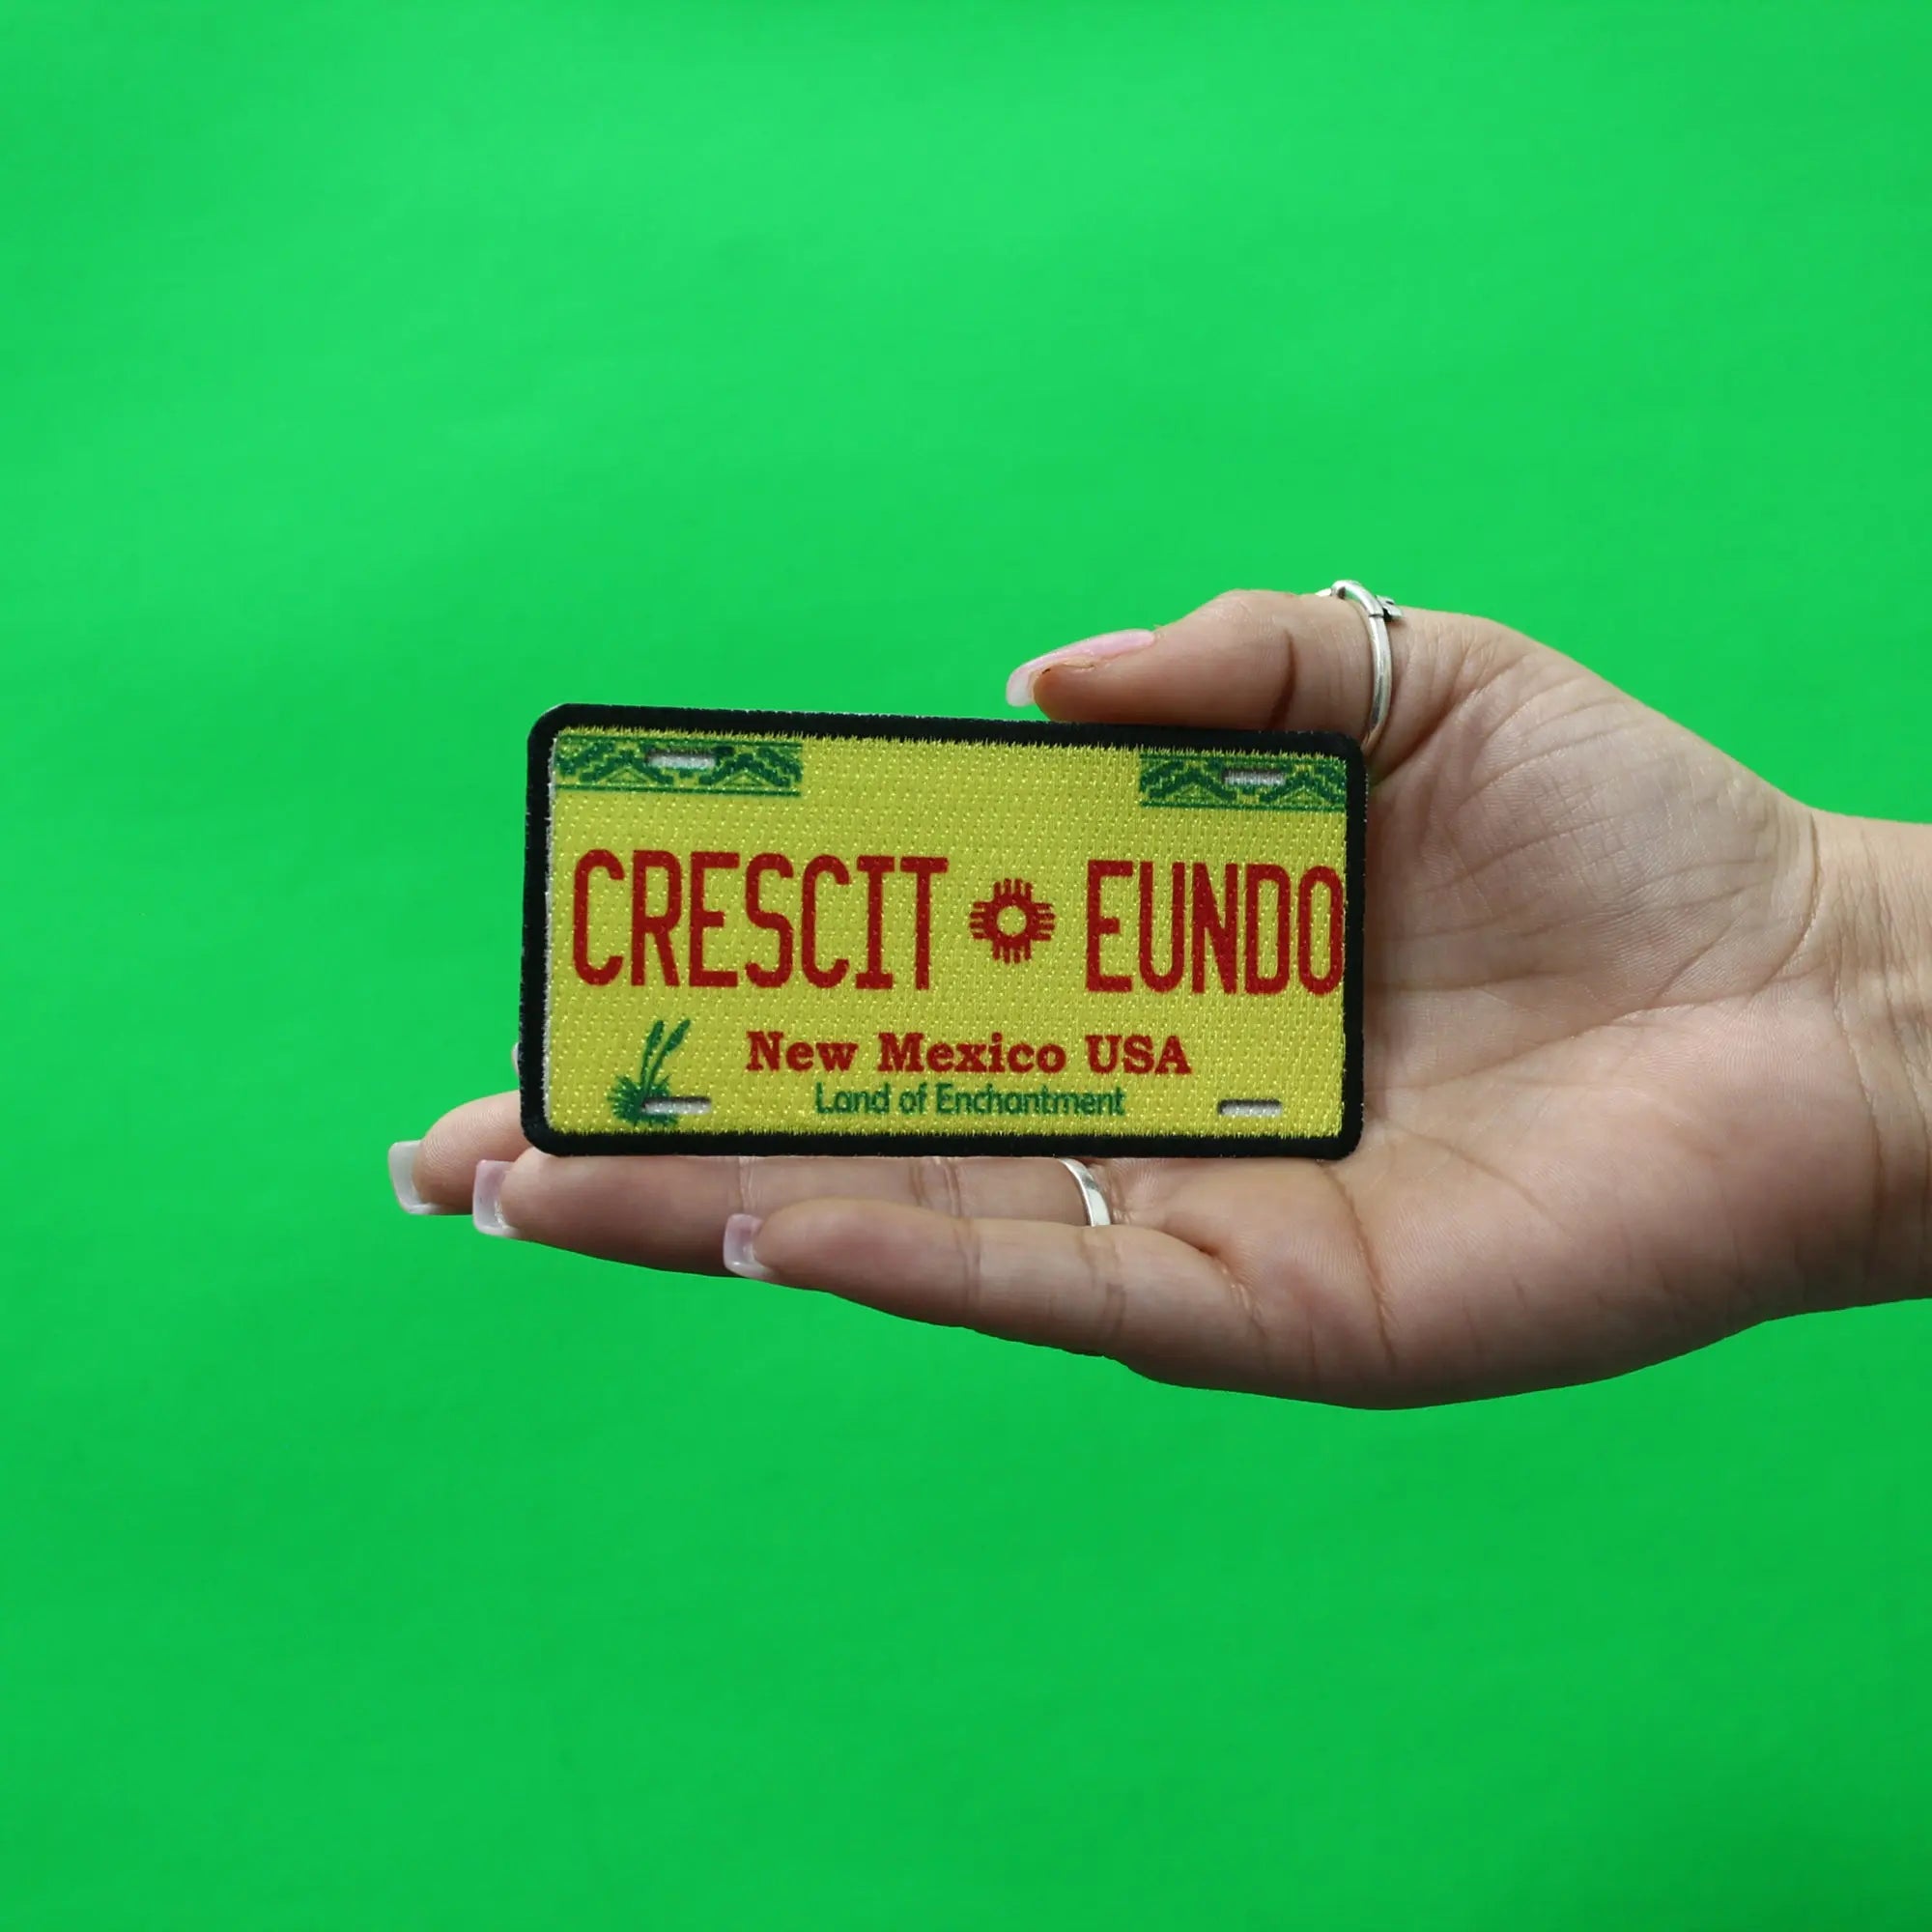 CRESCIT EUNDO
New Mexico USA
Land of Enchantment